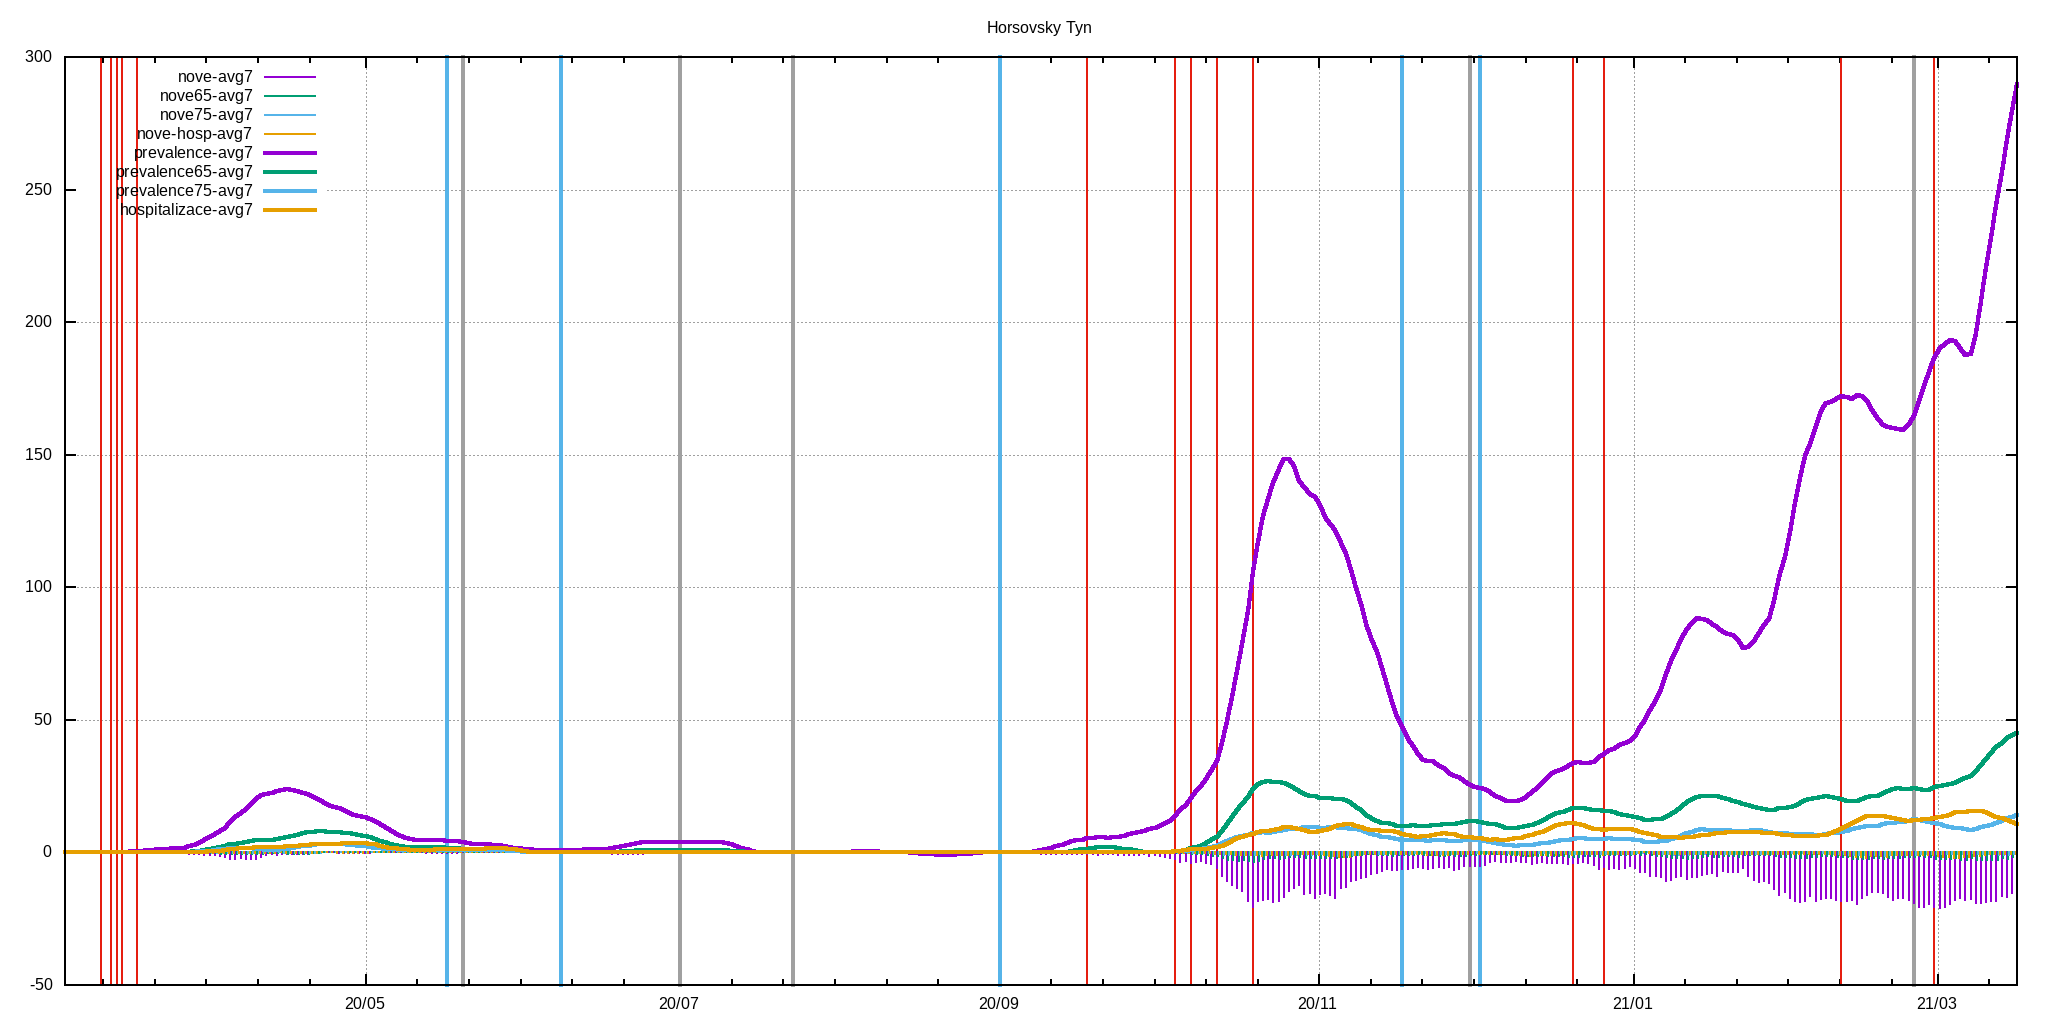 Horsovsky Tyn
300
250
200
150
100
50
0
-50
nove-avg7
nove65-avg7
nove75-avg7
nove-hosp-avg7
prevalence-avg7
prevalence65-avg7
prevalence75-avg7
hospitalizace-avg7
20/05 20/07 20/09 20/11 21/01 21/03